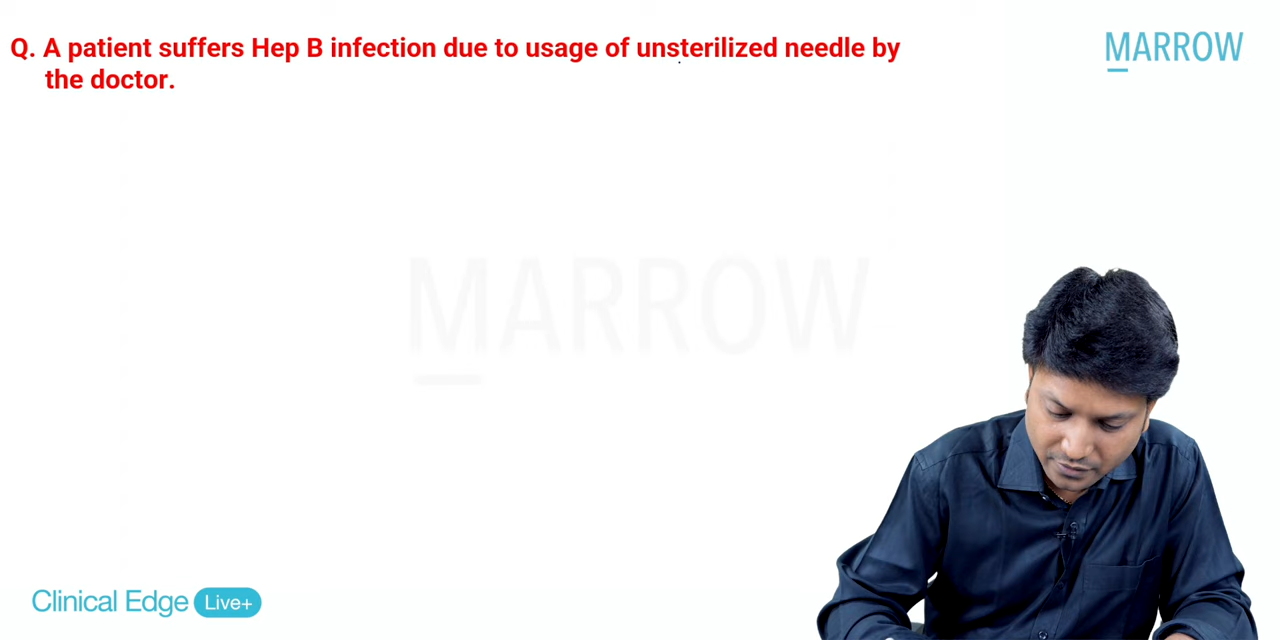 Q. A patient suffers Hep B infection due to usage of unsterilized needle by
the doctor.
MARROW
MARROW
Clinical Edge Live+